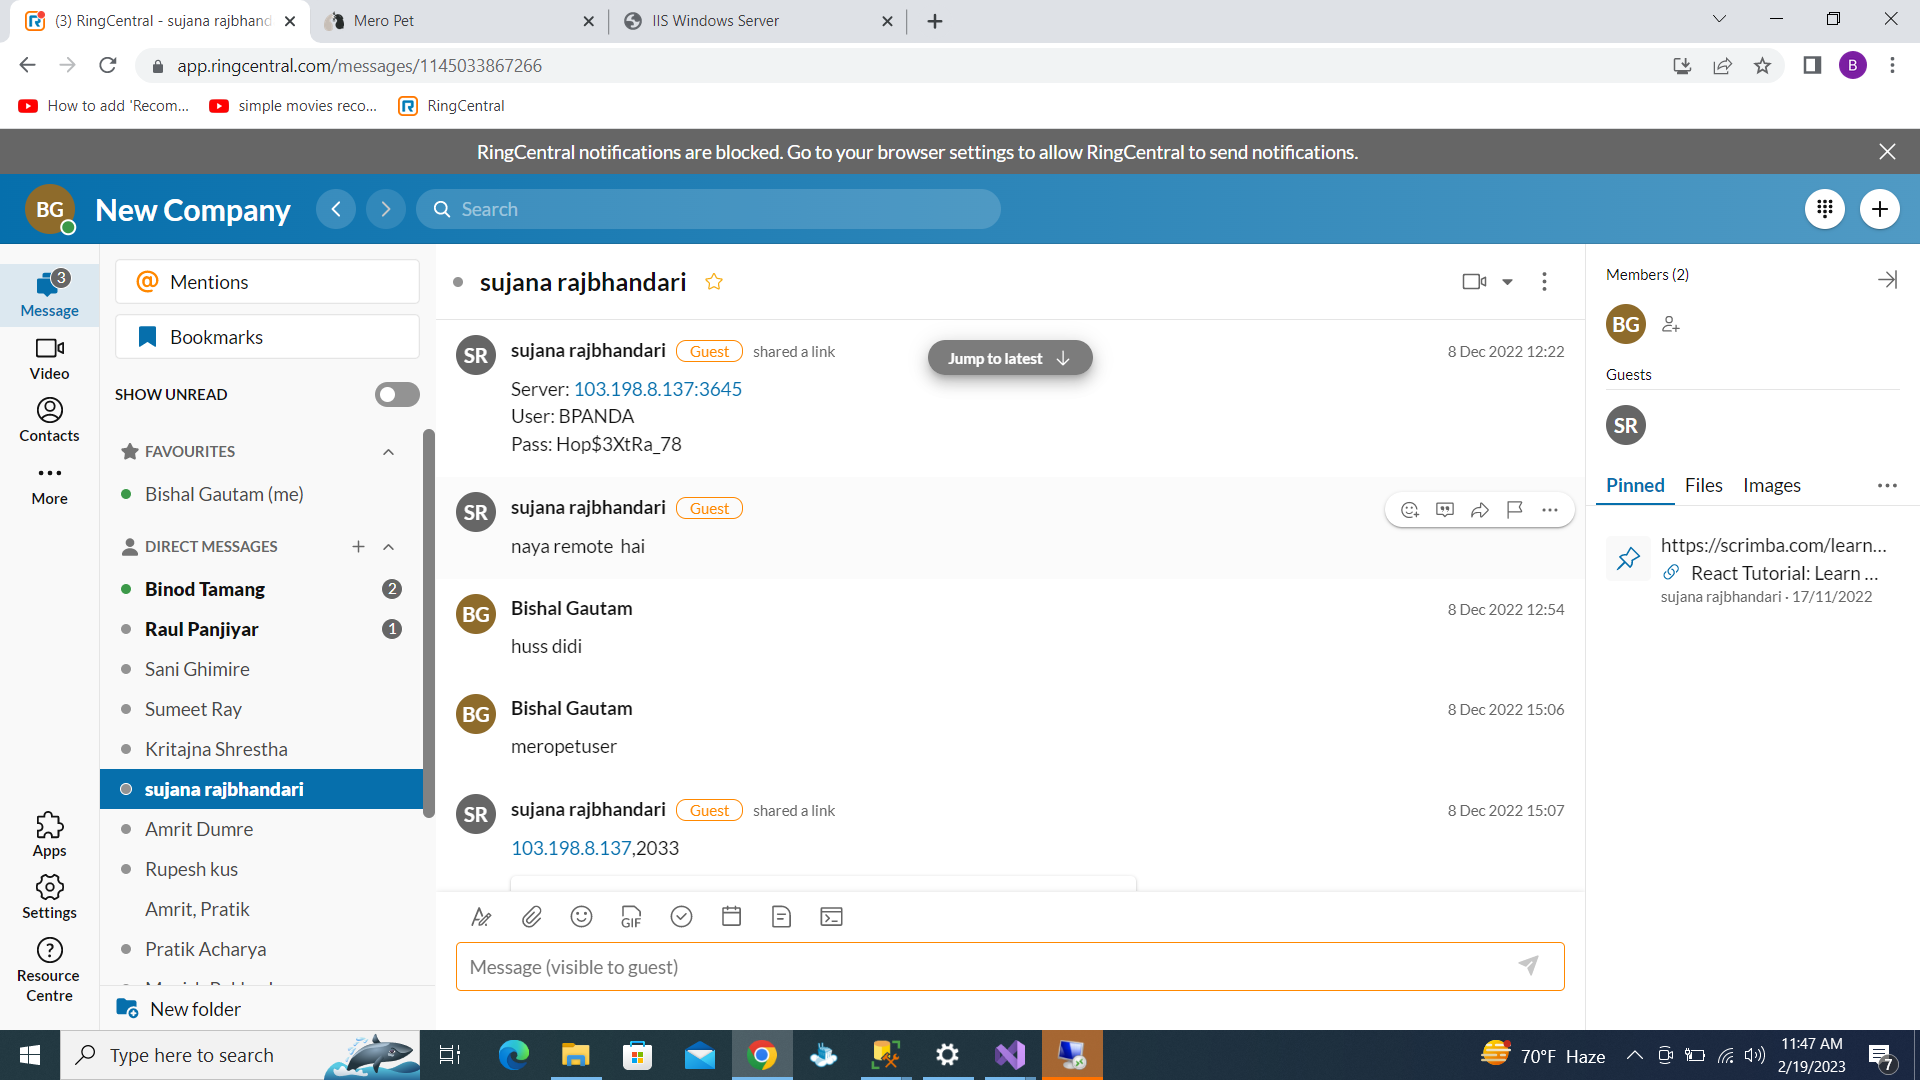 (3) RingCentral - sujana rajbhand
Mero Pet
IIS Windows Server
app.ringcentral.com/messages/1145033867266
B
How to add 'Recom...
simple movies reco...
RingCentral
RingCentral notifications are blocked. Go to your browser settings to allow RingCentral to send notifications.
BG
New Company
Search
3
Message
Video
Contacts
More
Apps
Settings
Resource
Centre
@ Mentions
Bookmarks
SHOW UNREAD
FAVOURITES
Bishal Gautam (me)
DIRECT MESSAGES
Binod Tamang 2
Raul Panjiyar 1
Sani Ghimire
Sumeet Ray
Kritajna Shrestha
sujana rajbhandari
Amrit Dumre
Rupesh kus
Amrit, Pratik
Pratik Acharya
New folder
sujana rajbhandari
SR
sujana rajbhandari Guest shared a link
8 Dec 2022 12:22
Jump to latest
Server: 103.198.8.137:3645
User: BPANDA
Pass: Hop$3XtRa_78
SR
sujana rajbhandari Guest
naya remote hai
BG
Bishal Gautam
8 Dec 2022 12:54
huss didi
BG
Bishal Gautam
8 Dec 2022 15:06
meropetuser
SR
sujana rajbhandari Guest shared a link
8 Dec 2022 15:07
103.198.8.137,2033
GIF
Message (visible to guest)
Members (2)
BG
Guests
SR
Pinned
Files
Images
https://scrimba.com/learn...
React Tutorial: Learn ...
sujana rajbhandari · 17/11/2022
Type here to search
70°F Haze
11:47 AM
2/19/2023
7